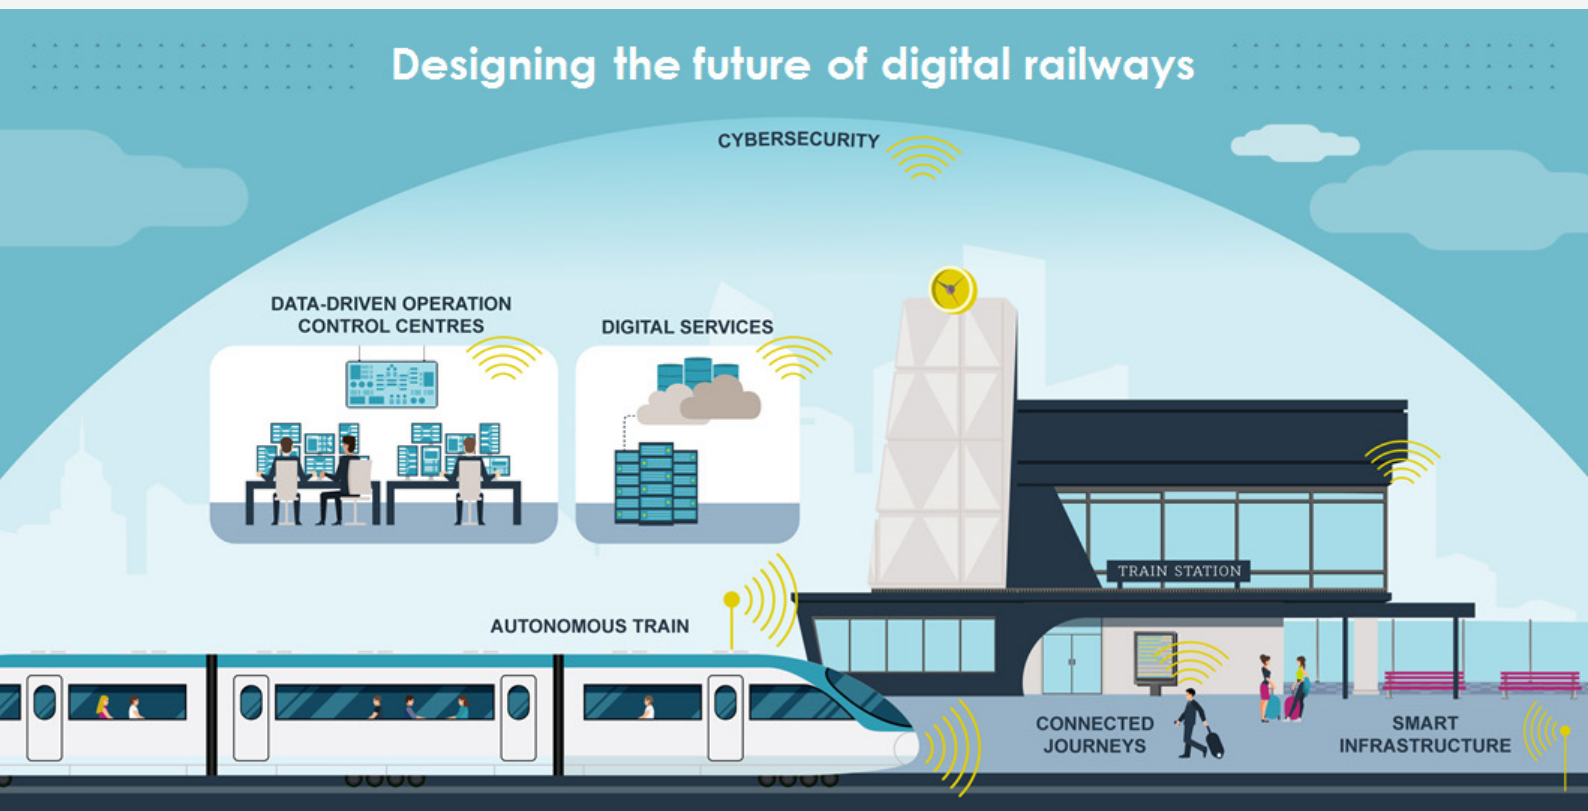 Designing the future of digital railways
CYBERSECURITY
DATA-DRIVEN OPERATION
CONTROL CENTRES
DIGITAL SERVICES
TRAIN STATION
AUTONOMOUS TRAIN
CONNECTED
JOURNEYS
SMART
INFRASTRUCTURE